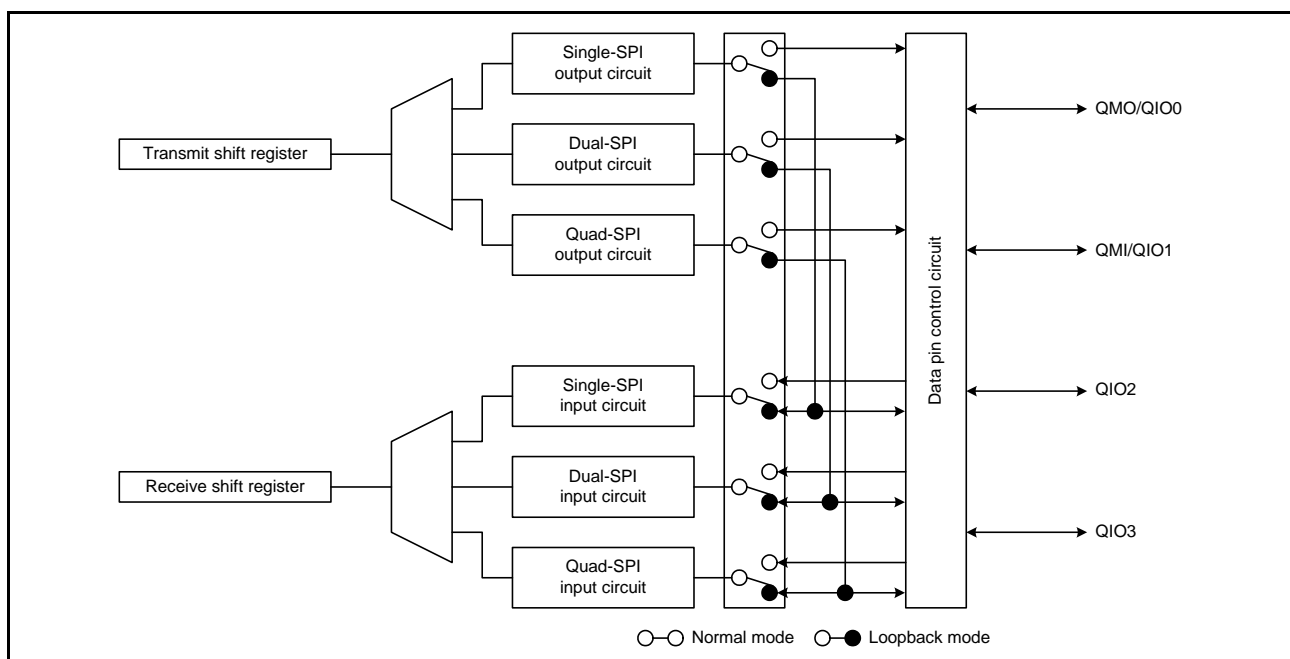 Single-SPI
output circuit
QMO/QIO0
Transmit shift register
Dual-SPI
output circuit
Quad-SPI
output circuit
QMI/QIO1
Data pin control circuit
Single-SPI
input circuit
QIO2
Receive shift register
Dual-SPI
input circuit
QIO3
Quad-SPI
input circuit
Normal mode
Loopback mode